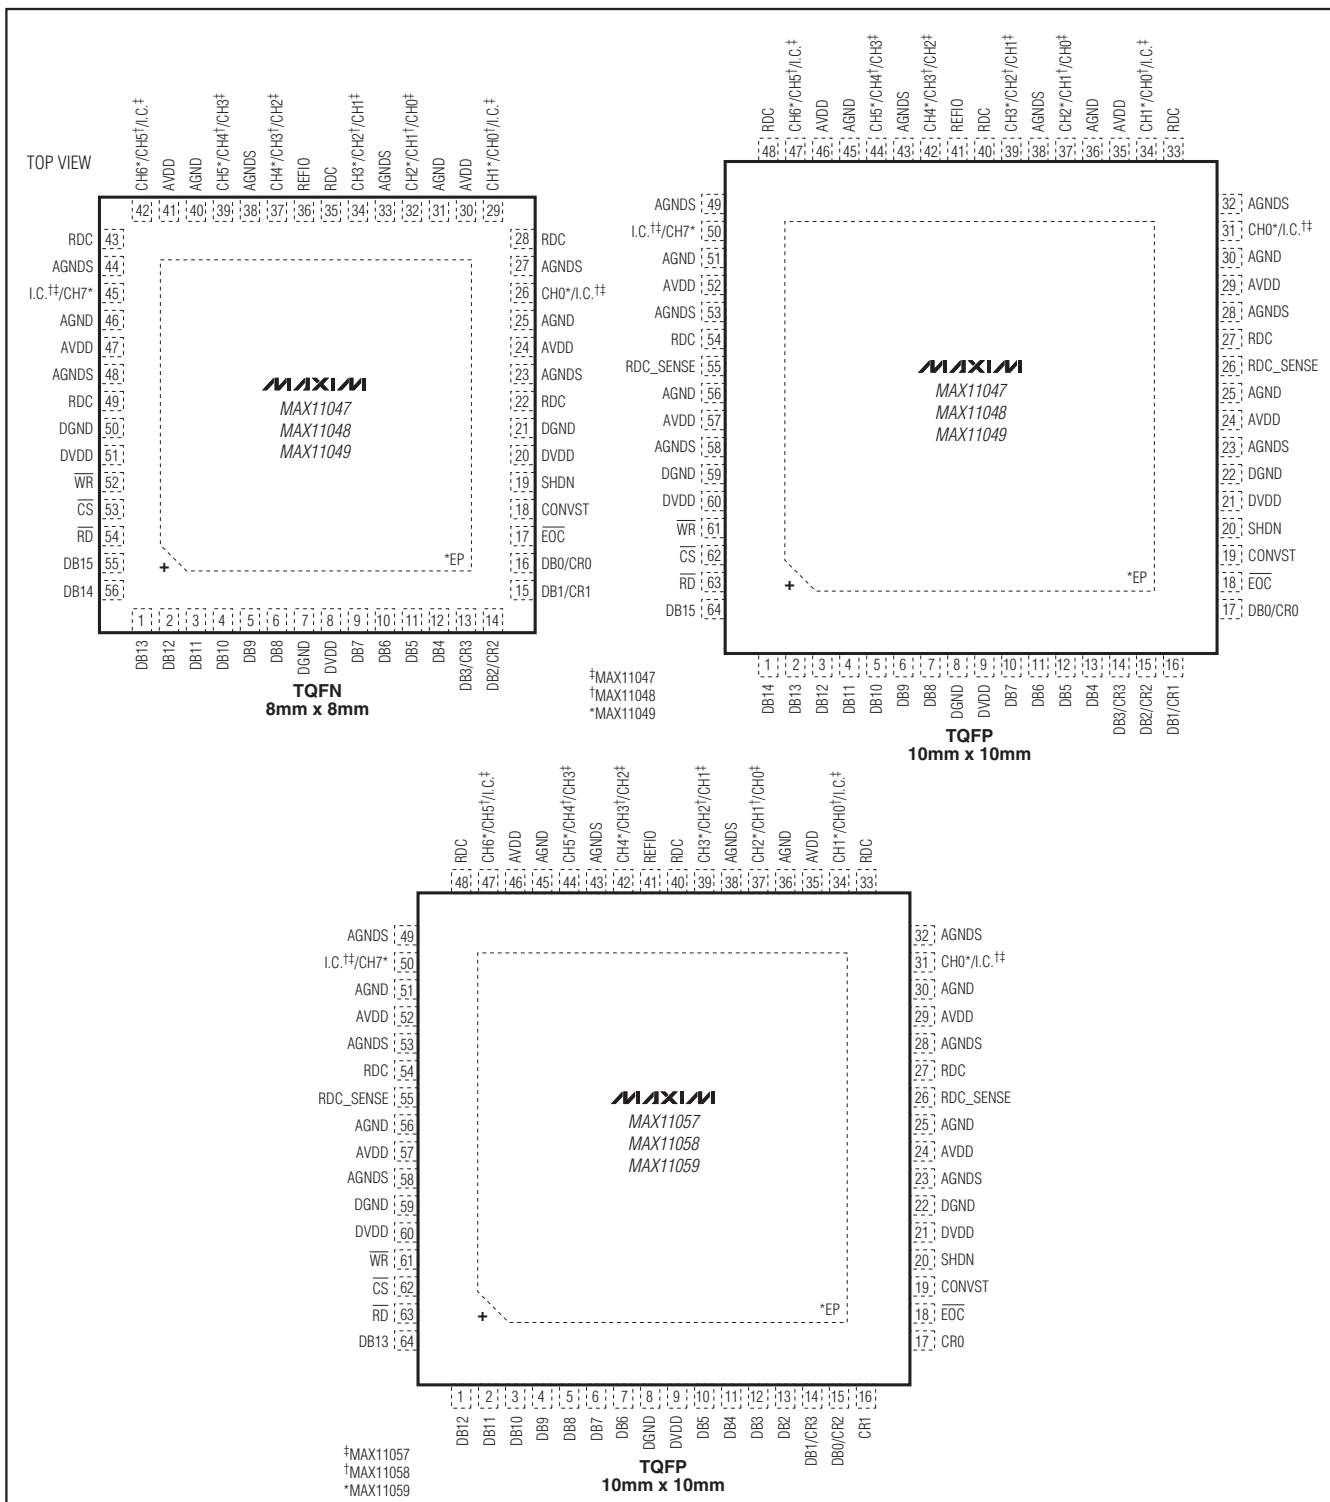 TOP VIEW
CH6*/CH5†/I.C.‡
AVDD
AGND
CH5*/CH4†/CH3‡
AGNDS
CH4*/CH3†/CH2‡
REFIO
RDC
CH3*/CH2†/CH1‡
AGNDS
CH2*/CH1†/CH0‡
AGND
AVDD
CH1*/CH0†/I.C.‡
42 41 40 39 38 37 36 35 34 33 32 31 30 29
RDC 43
AGNDS 44
I.C.†‡/CH7* 45
AGND 46
AVDD 47
AGNDS 48
RDC 49
DGND 50
DVDD 51
WR 52
CS 53
RD 54
DB15 55
DB14 56
28 RDC
27 AGNDS
26 CH0*/I.C.†‡
25 AGND
24 AVDD
23 AGNDS
22 RDC
21 DGND
20 DVDD
19 SHDN
18 CONVST
17 EOC
16 DB0/CR0
15 DB1/CR1
MAXIM
MAX11047
MAX11048
MAX11049
*EP
+
1 2 3 4 5 6 7 8 9 10 11 12 13 14
DB13
DB12
DB11
DB10
DB9
DB8
DGND
DVDD
DB7
DB6
DB5
DB4
DB3/CR3
DB2/CR2
TQFN
8mm x 8mm
RDC
CH6*/CH5†/I.C.‡
AVDD
AGND
CH5*/CH4†/CH3‡
AGNDS
CH4*/CH3†/CH2‡
REFIO
RDC
CH3*/CH2†/CH1‡
AGNDS
CH2*/CH1†/CH0‡
AGND
AVDD
CH1*/CH0†/I.C.‡
RDC
48 47 46 45 44 43 42 41 40 39 38 37 36 35 34 33
AGNDS 49
I.C.†‡/CH7* 50
AGND 51
AVDD 52
AGNDS 53
RDC 54
RDC_SENSE 55
AGND 56
AVDD 57
AGNDS 58
DGND 59
DVDD 60
WR 61
CS 62
RD 63
DB15 64
32 AGNDS
31 CH0*/I.C.†‡
30 AGND
29 AVDD
28 AGNDS
27 RDC
26 RDC_SENSE
25 AGND
24 AVDD
23 AGNDS
22 DGND
21 DVDD
20 SHDN
19 CONVST
18 EOC
17 DB0/CR0
MAXIM
MAX11047
MAX11048
MAX11049
*EP
+
1 2 3 4 5 6 7 8 9 10 11 12 13 14 15 16
DB14
DB13
DB12
DB11
DB10
DB9
DB8
DGND
DVDD
DB7
DB6
DB5
DB4
DB3/CR3
DB2/CR2
DB1/CR1
‡MAX11047
†MAX11048
*MAX11049
TQFP
10mm x 10mm
RDC
CH6*/CH5†/I.C.‡
AVDD
AGND
CH5*/CH4†/CH3‡
AGNDS
CH4*/CH3†/CH2‡
REFIO
RDC
CH3*/CH2†/CH1‡
AGNDS
CH2*/CH1†/CH0‡
AGND
AVDD
CH1*/CH0†/I.C.‡
RDC
48 47 46 45 44 43 42 41 40 39 38 37 36 35 34 33
AGNDS 49
I.C.†‡/CH7* 50
AGND 51
AVDD 52
AGNDS 53
RDC 54
RDC_SENSE 55
AGND 56
AVDD 57
AGNDS 58
DGND 59
DVDD 60
WR 61
CS 62
RD 63
DB13 64
32 AGNDS
31 CH0*/I.C.†‡
30 AGND
29 AVDD
28 AGNDS
27 RDC
26 RDC_SENSE
25 AGND
24 AVDD
23 AGNDS
22 DGND
21 DVDD
20 SHDN
19 CONVST
18 EOC
17 CR0
MAXIM
MAX11057
MAX11058
MAX11059
*EP
+
1 2 3 4 5 6 7 8 9 10 11 12 13 14 15 16
DB12
DB11
DB10
DB9
DB8
DB7
DB6
DGND
DVDD
DB5
DB4
DB3
DB2
DB1/CR3
DB0/CR2
CR1
‡MAX11057
†MAX11058
*MAX11059
TQFP
10mm x 10mm